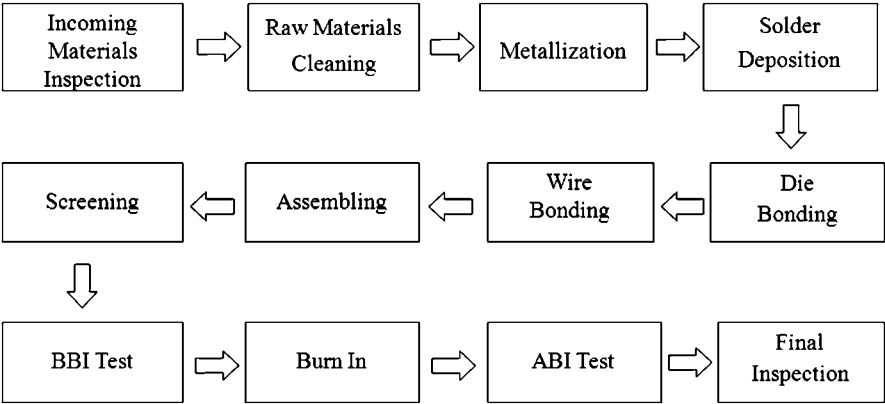 Incoming
Materials
Inspection
Raw Materials
Cleaning
Metallization
Solder
Deposition
Die
Bonding
Wire
Bonding
Assembling
Screening
BBI Test
Burn In
ABI Test
Final
Inspection